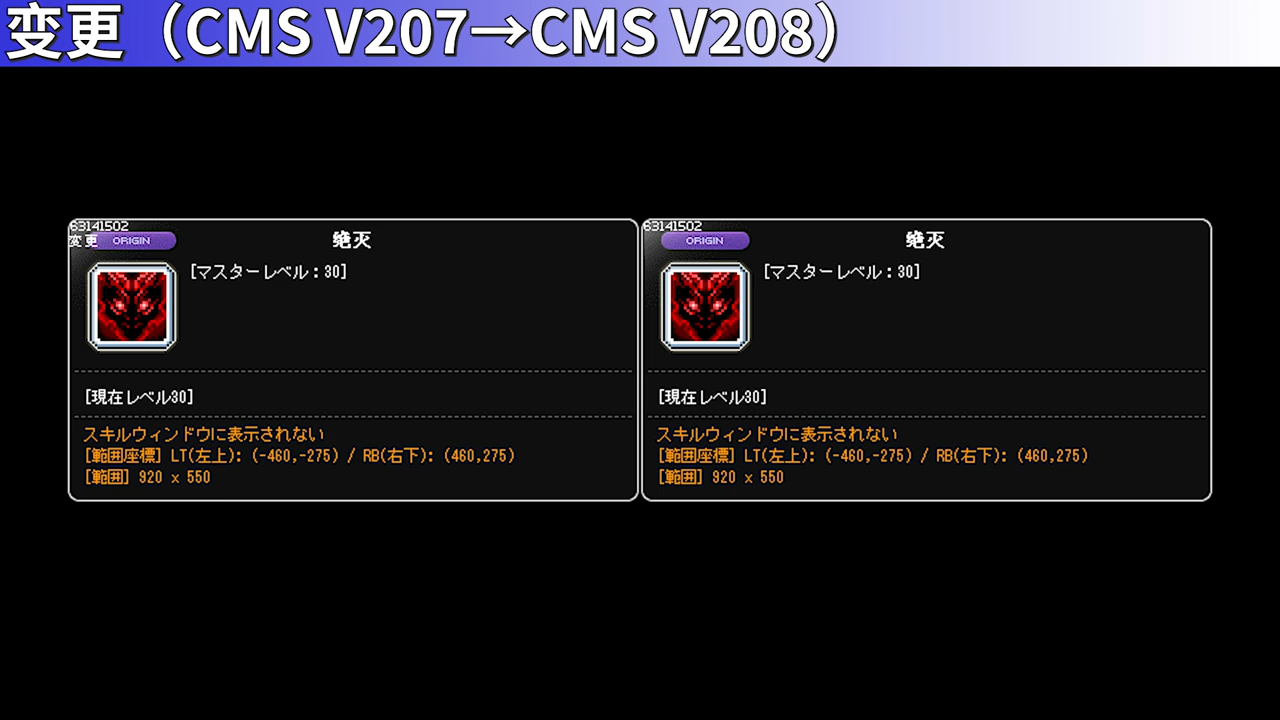 変更（CMS V207→CMS V208）
63141502
変更 ORIGIN
绝灭
[マスターレベル：30]
[現在レベル30]
スキルウィンドウに表示されない
[範囲座標] LT(左上): (-460,-275) / RB(右下): (460,275)
[範囲] 920 x 550
63141502
ORIGIN
绝灭
[マスターレベル：30]
[現在レベル30]
スキルウィンドウに表示されない
[範囲座標] LT(左上): (-460,-275) / RB(右下): (460,275)
[範囲] 920 x 550